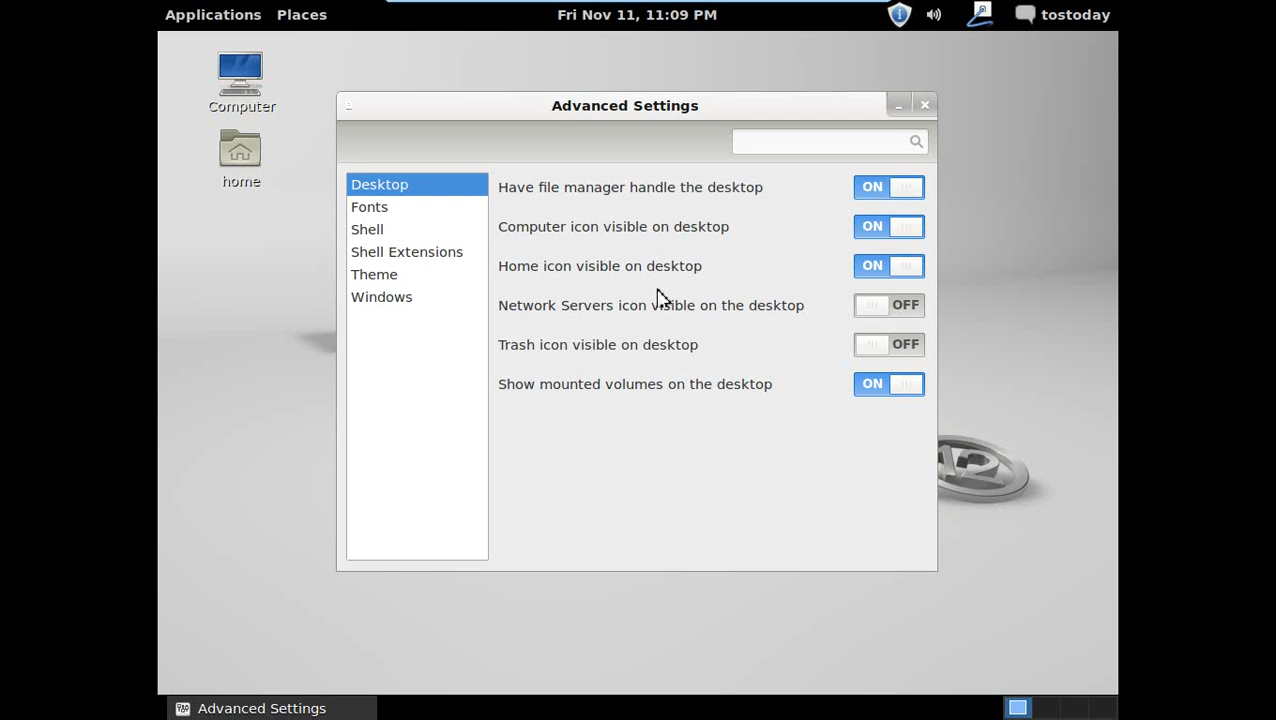 Applications Places Fri Nov 11, 11:09 PM tostoday
Computer
home
Advanced Settings
Desktop
Fonts
Shell
Shell Extensions
Theme
Windows
Have file manager handle the desktop ON
Computer icon visible on desktop ON
Home icon visible on desktop ON
Network Servers icon visible on the desktop OFF
Trash icon visible on desktop OFF
Show mounted volumes on the desktop ON
12
Advanced Settings